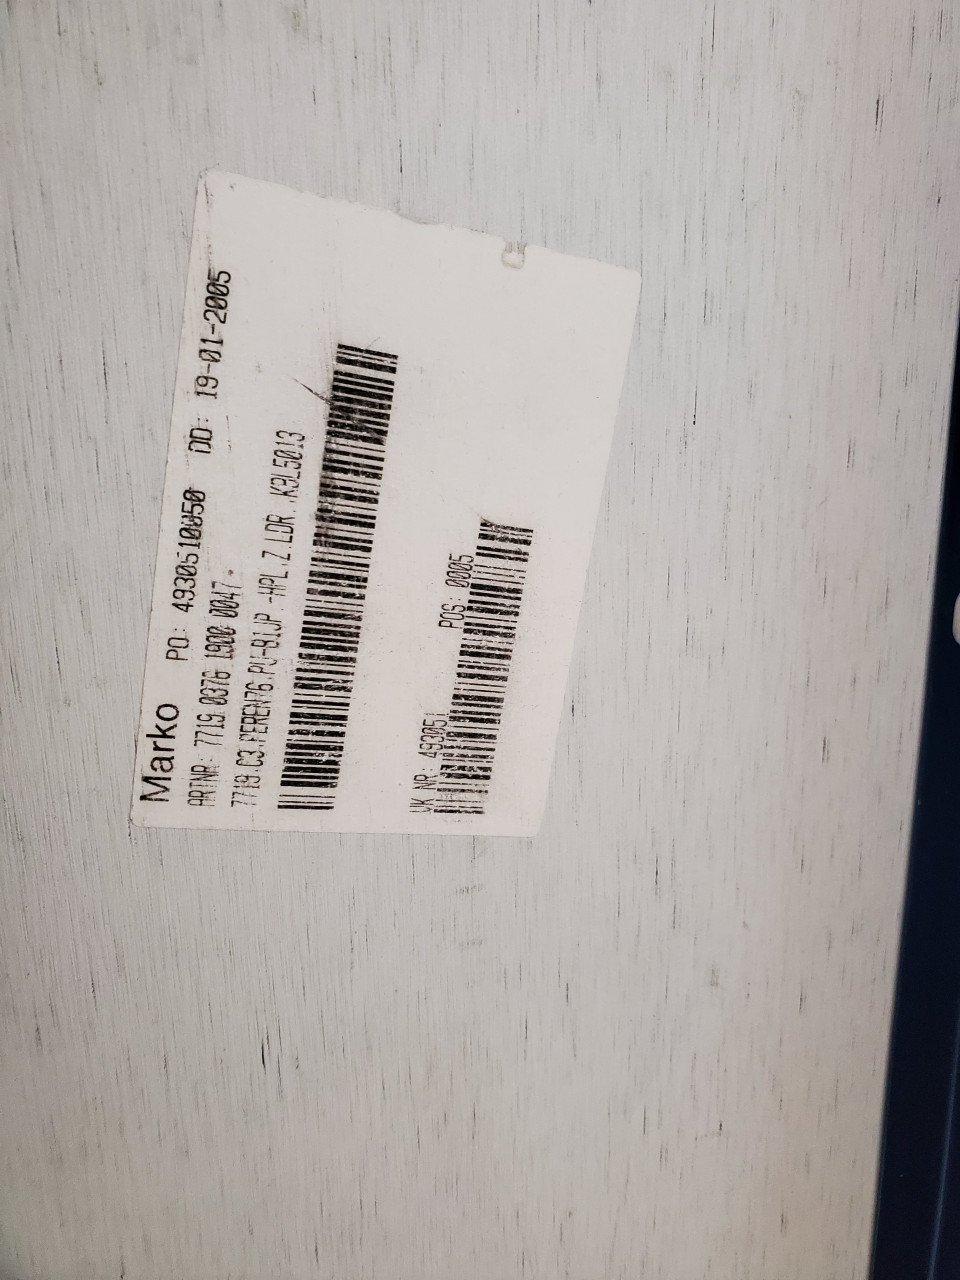 Marko PO: 4930510050 DD: 19-01-2005
ARTNR: 7719 0376 1900 0047
7719.C3.PEREN76.PU-BIJP -HPL.Z.LDR. K3L5013
VK NR: 493051 POS: 0005